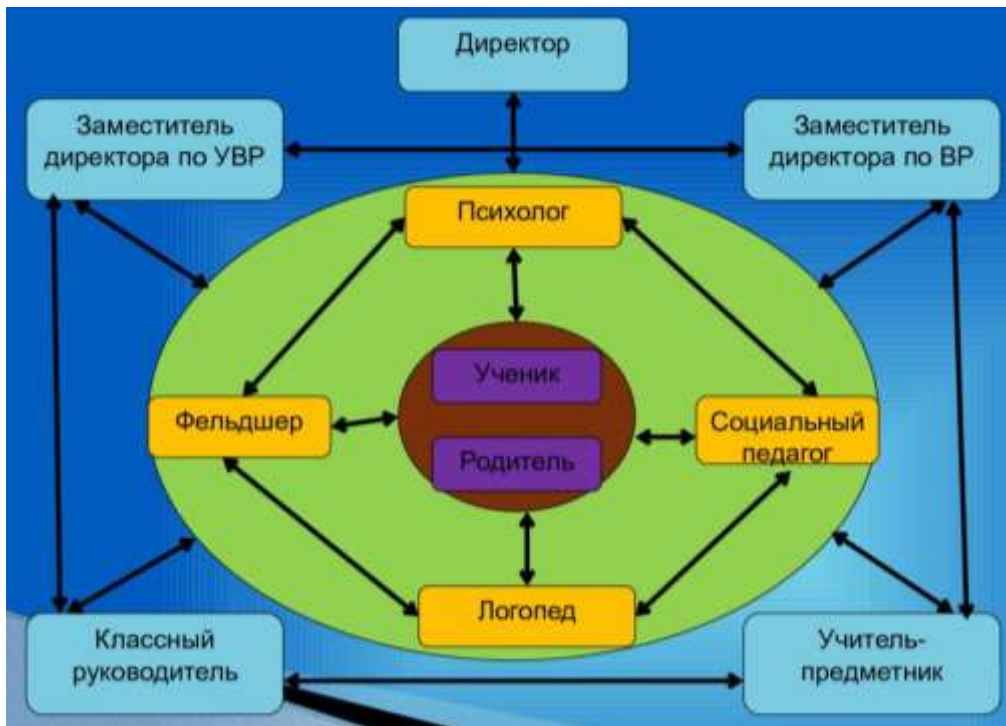 Директор
Заместитель
директора по УВР
Заместитель
директора по ВР
Психолог
Ученик
Фельдшер
Социальный
педагог
Родитель
Логопед
Классный
руководитель
Учитель-
предметник